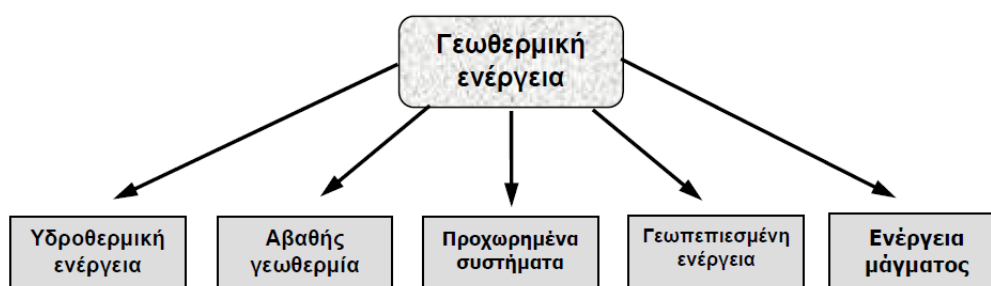 Γεωθερμική
ενέργεια
Υδροθερμική
ενέργεια
Αβαθής
γεωθερμία
Προχωρημένα
συστήματα
Γεωπεπιεσμένη
ενέργεια
Ενέργεια
μάγματος